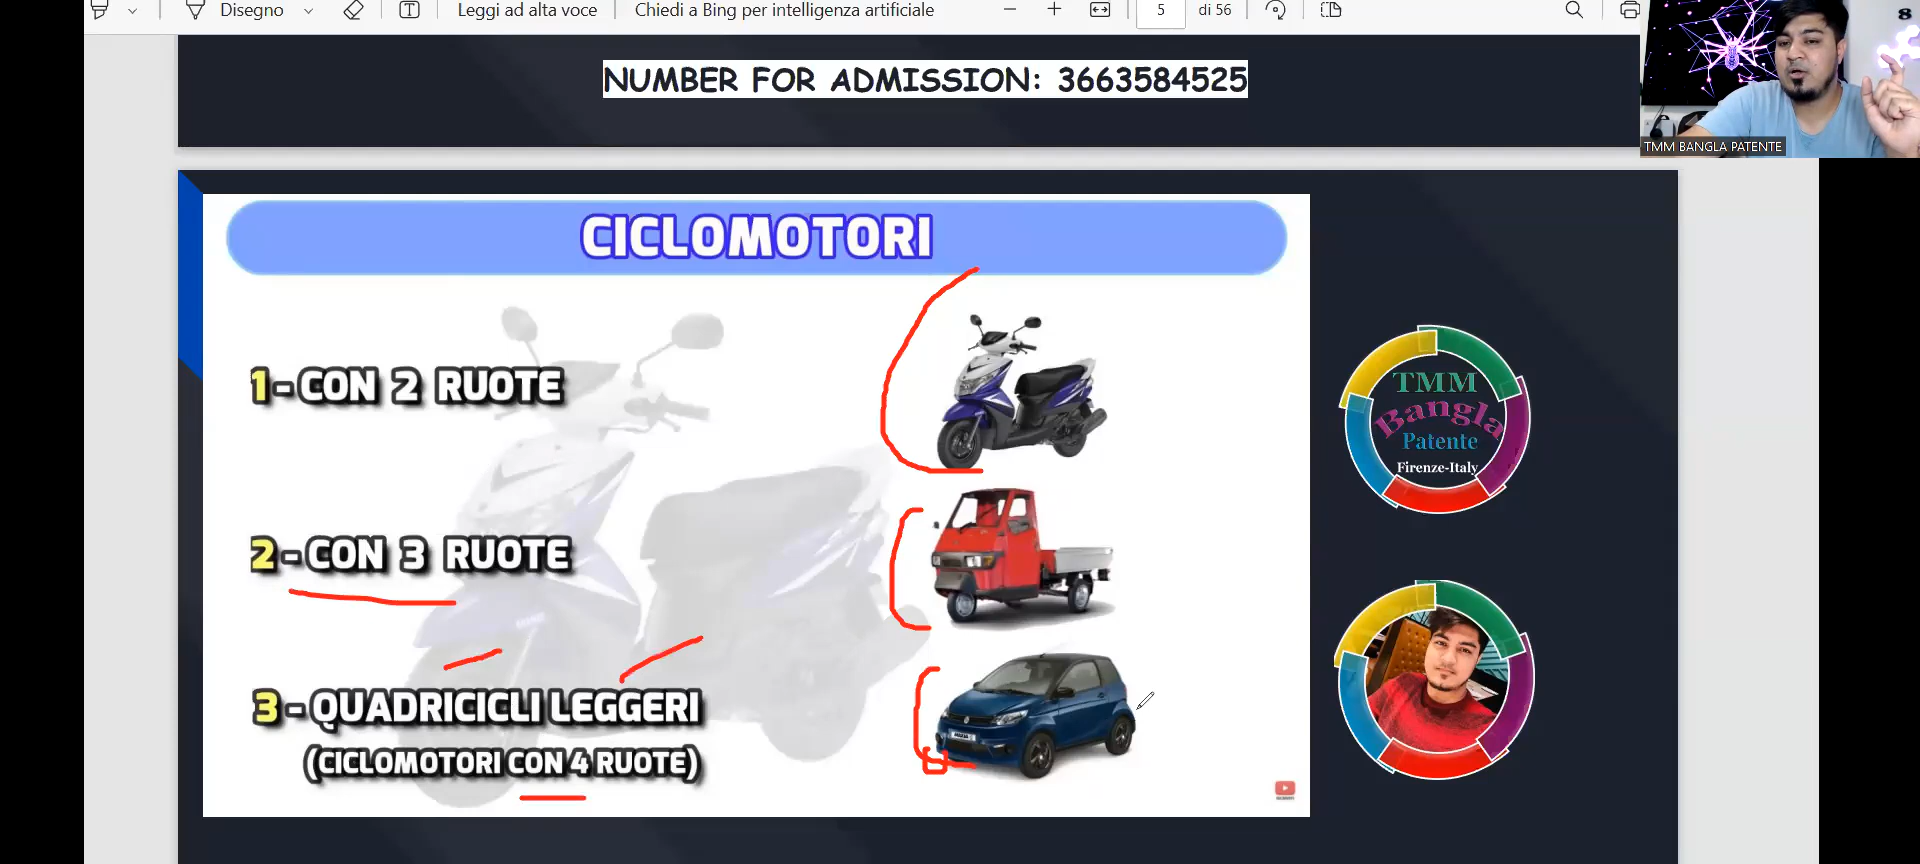 Disegno
Leggi ad alta voce
Chiedi a Bing per intelligenza artificiale
5
di 56
8
TMM BANGLA PATENTE
NUMBER FOR ADMISSION: 3663584525
CICLOMOTORI
1 - CON 2 RUOTE
2 - CON 3 RUOTE
3 - QUADRICICLI LEGGERI
(CICLOMOTORI CON 4 RUOTE)
TMM
Bangla
Patente
Firenze-Italy